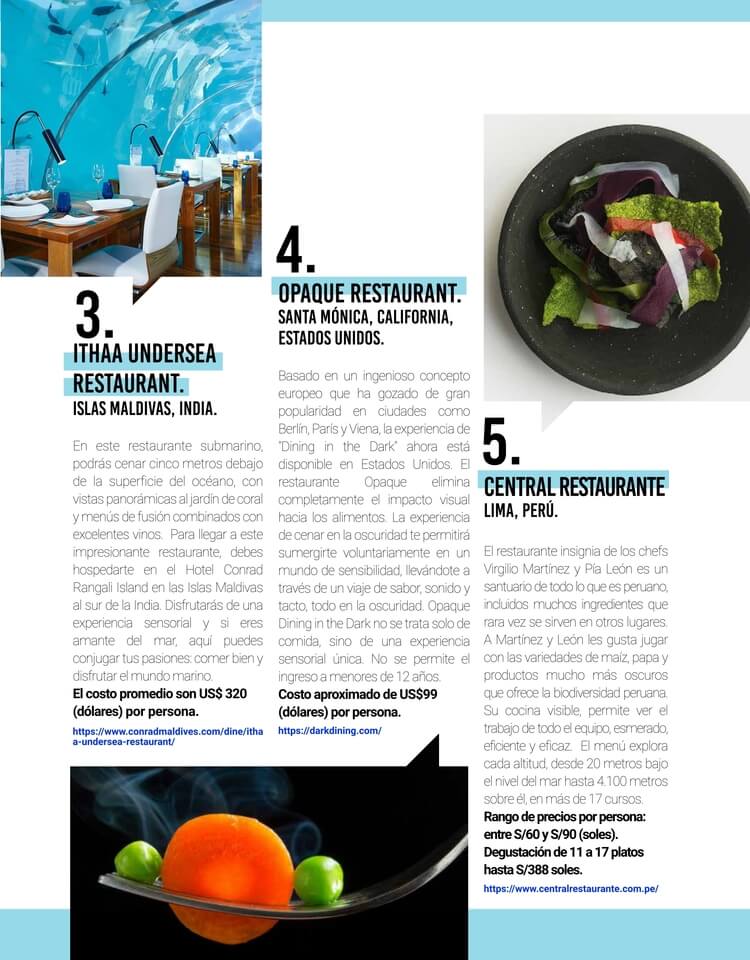 3.
ITHAA UNDERSEA
RESTAURANT.
ISLAS MALDIVAS, INDIA.
En este restaurante submarino,
podrás cenar cinco metros debajo
de la superficie del océano, con
vistas panorámicas al jardín de coral
y menús de fusión combinados con
excelentes vinos. Para llegar a este
impresionante restaurante, debes
hospedarte en el Hotel Conrad
Rangali Island en las Islas Maldivas
al sur de la India. Disfrutarás de una
experiencia sensorial y si eres
amante del mar, aquí puedes
conjugar tus pasiones: comer bien y
disfrutar el mundo marino.
El costo promedio son US$ 320
(dólares) por persona.
https://www.conradmaldives.com/dine/itha
a-undersea-restaurant/
4.
OPAQUE RESTAURANT.
SANTA MÓNICA, CALIFORNIA,
ESTADOS UNIDOS.
Basado en un ingenioso concepto
europeo que ha gozado de gran
popularidad en ciudades como
Berlín, París y Viena, la experiencia de
"Dining in the Dark" ahora está
disponible en Estados Unidos. El
restaurante Opaque elimina
completamente el impacto visual
hacia los alimentos. La experiencia
de cenar en la oscuridad te permitirá
sumergirte voluntariamente en un
mundo de sensibilidad, llevándote a
través de un viaje de sabor, sonido y
tacto, todo en la oscuridad. Opaque
Dining in the Dark no se trata solo de
comida, sino de una experiencia
sensorial única. No se permite el
ingreso a menores de 12 años.
Costo aproximado de US$99
(dólares) por persona.
https://darkdining.com/
5.
CENTRAL RESTAURANTE
LIMA, PERÚ.
El restaurante insignia de los chefs
Virgilio Martínez y Pía León es un
santuario de todo lo que es peruano,
incluidos muchos ingredientes que
rara vez se sirven en otros lugares.
A Martínez y León les gusta jugar
con las variedades de maíz, papa y
productos mucho más oscuros
que ofrece la biodiversidad peruana.
Su cocina visible, permite ver el
trabajo de todo el equipo, esmerado,
eficiente y eficaz. El menú explora
cada altitud, desde 20 metros bajo
el nivel del mar hasta 4.100 metros
sobre él, en más de 17 cursos.
Rango de precios por persona:
entre S/60 y S/90 (soles).
Degustación de 11 a 17 platos
hasta S/388 soles.
https://www.centralrestaurante.com.pe/